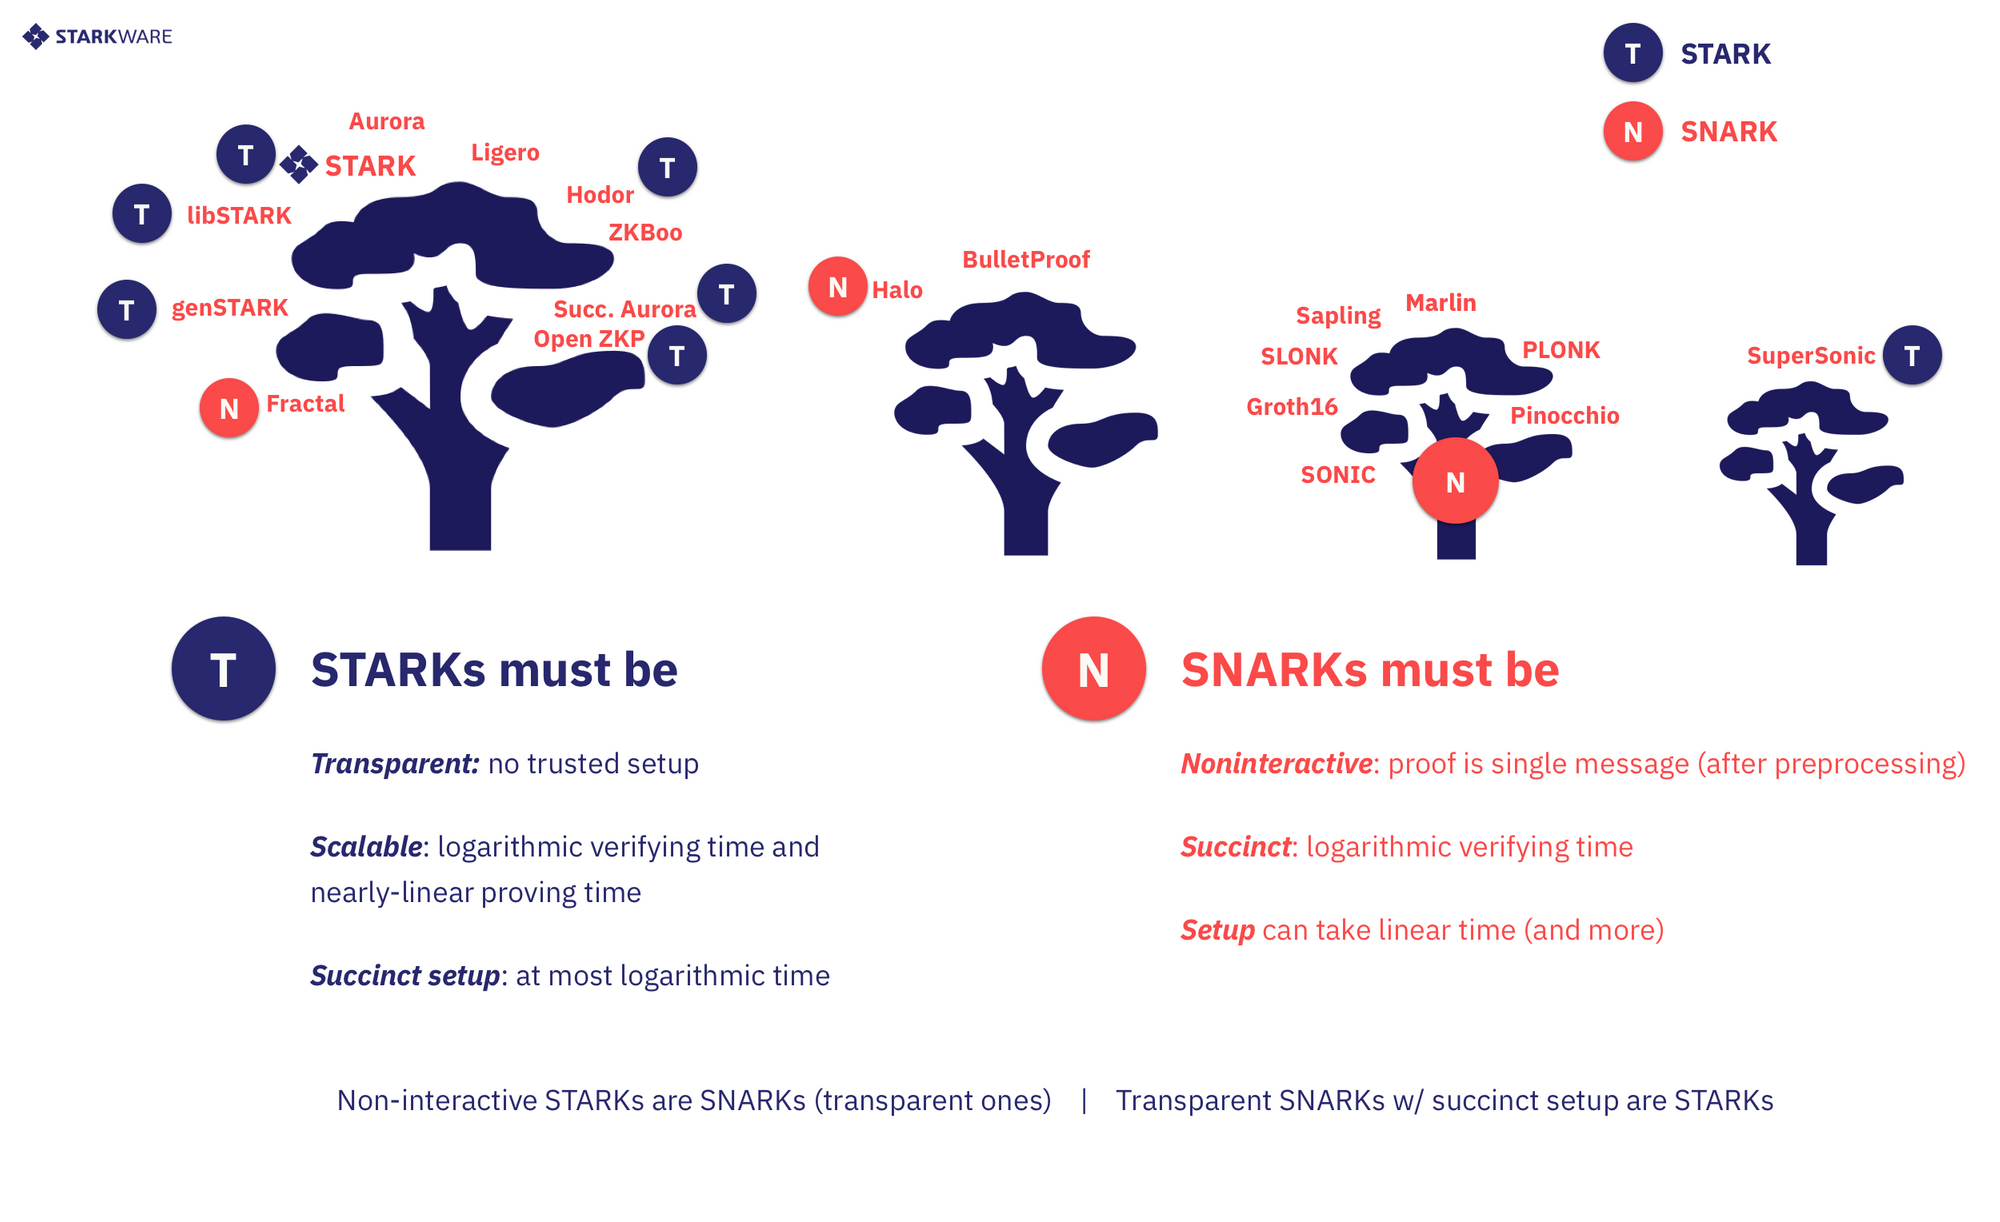 STARKWARE
T STARK
N SNARK
Aurora
T STARK
Ligero
Hodor T
T libSTARK
ZKBoo
T genSTARK
Succ. Aurora T
Open ZKP T
N Fractal
N Halo
BulletProof
Sapling
Marlin
SLONK
PLONK
Groth16
Pinocchio
SONIC
N
SuperSonic T
T STARKs must be
Transparent: no trusted setup
Scalable: logarithmic verifying time and
nearly-linear proving time
Succinct setup: at most logarithmic time
N SNARKs must be
Noninteractive: proof is single message (after preprocessing)
Succinct: logarithmic verifying time
Setup can take linear time (and more)
Non-interactive STARKs are SNARKs (transparent ones) | Transparent SNARKs w/ succinct setup are STARKs